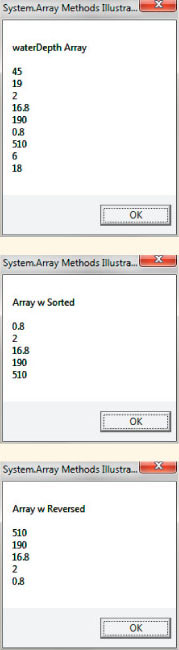 System.Array Methods Illustra...
waterDepth Array
45
19
2
16.8
190
0.8
510
6
18
OK
System.Array Methods Illustra...
Array w Sorted
0.8
2
16.8
190
510
OK
System.Array Methods Illustra...
Array w Reversed
510
190
16.8
2
0.8
OK